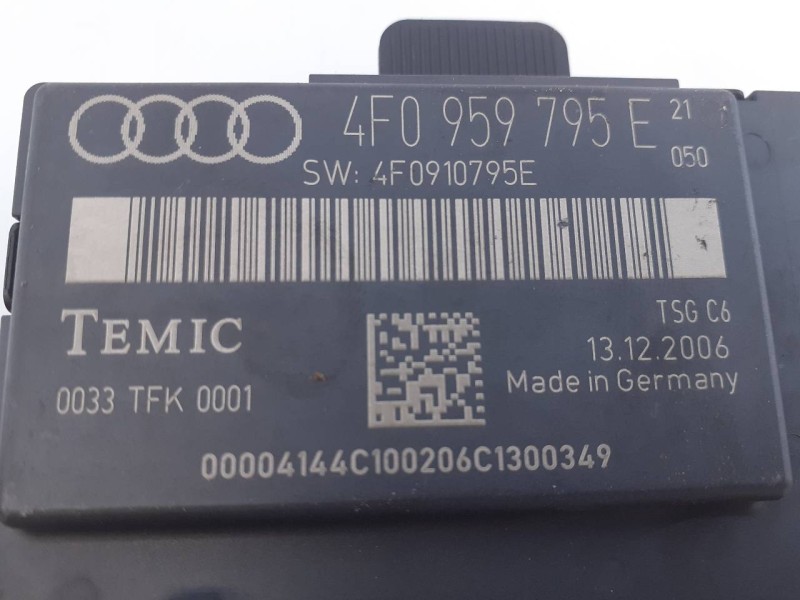 4F0 959 795 E 21
050
SW: 4F0910795E
TEMIC
TSG C6
13.12.2006
0033 TFK 0001
Made in Germany
00004144C100206C1300349